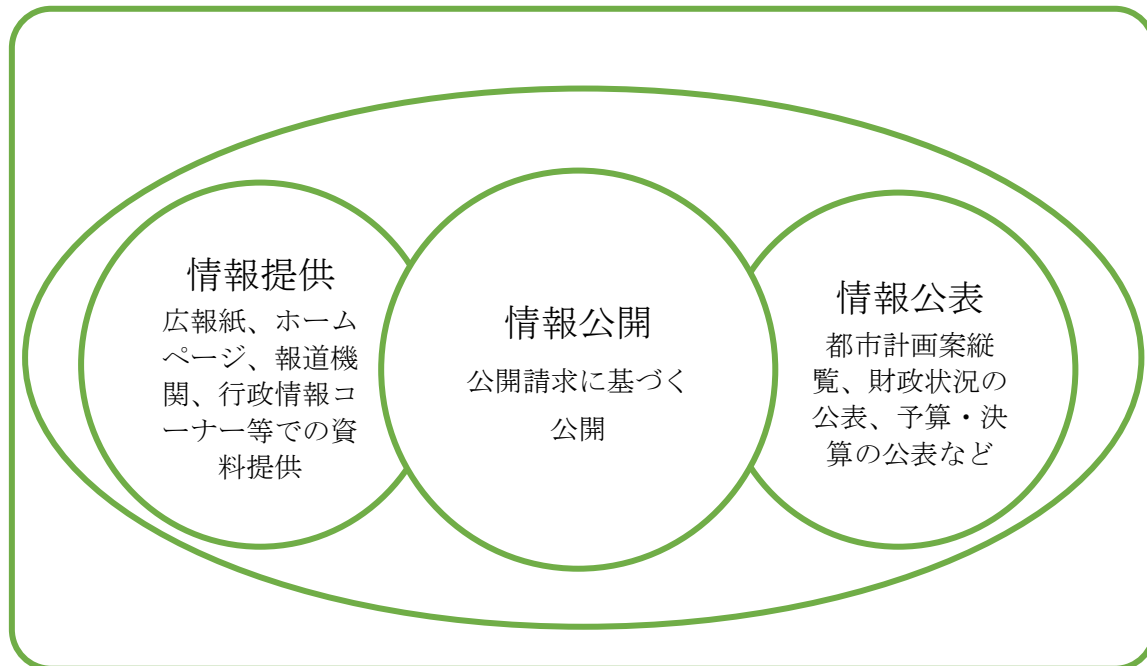 情報提供
広報紙、ホーム
ページ、報道機
関、行政情報コ
ーナー等での資
料提供
情報公開
公開請求に基づく
公開
情報公表
都市計画案縦
覧、財政状況の
公表、予算・決
算の公表など